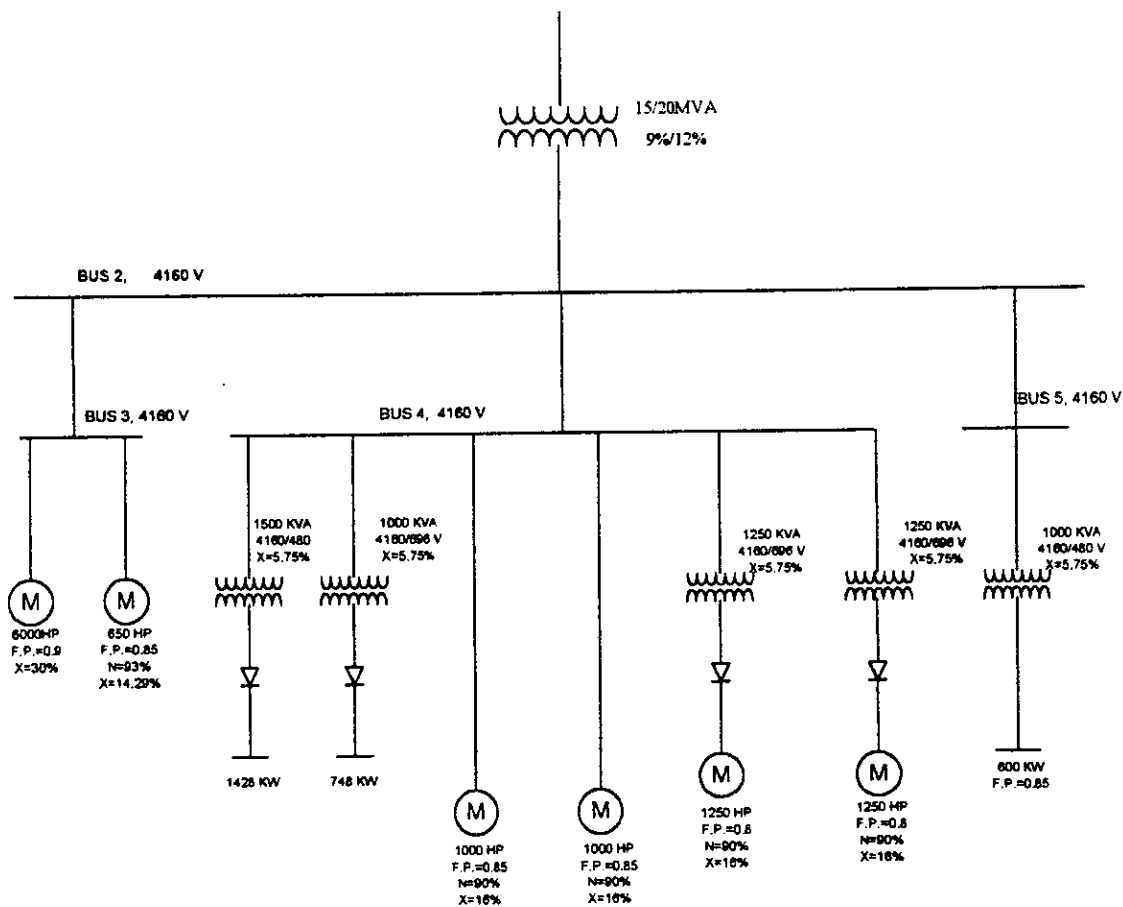 15/20MVA
9%/12%
BUS 2, 4160 V
BUS 3, 4160 V
BUS 4, 4160 V
BUS 5, 4160 V
1500 KVA
4160/480
X=5.75%
1000 KVA
4160/696 V
X=5.75%
1250 KVA
4160/696 V
X=5.75%
1250 KVA
4160/696 V
X=5.75%
1000 KVA
4160/480 V
X=5.75%
M
6000HP
F.P.=0.9
X=30%
M
650 HP
F.P.=0.85
N=93%
X=14.29%
1428 KW
748 KW
M
1000 HP
F.P.=0.85
N=90%
X=16%
M
1000 HP
F.P.=0.85
N=90%
X=16%
M
1250 HP
F.P.=0.8
N=90%
X=16%
M
1250 HP
F.P.=0.8
N=90%
X=16%
600 KW
F.P.=0.85